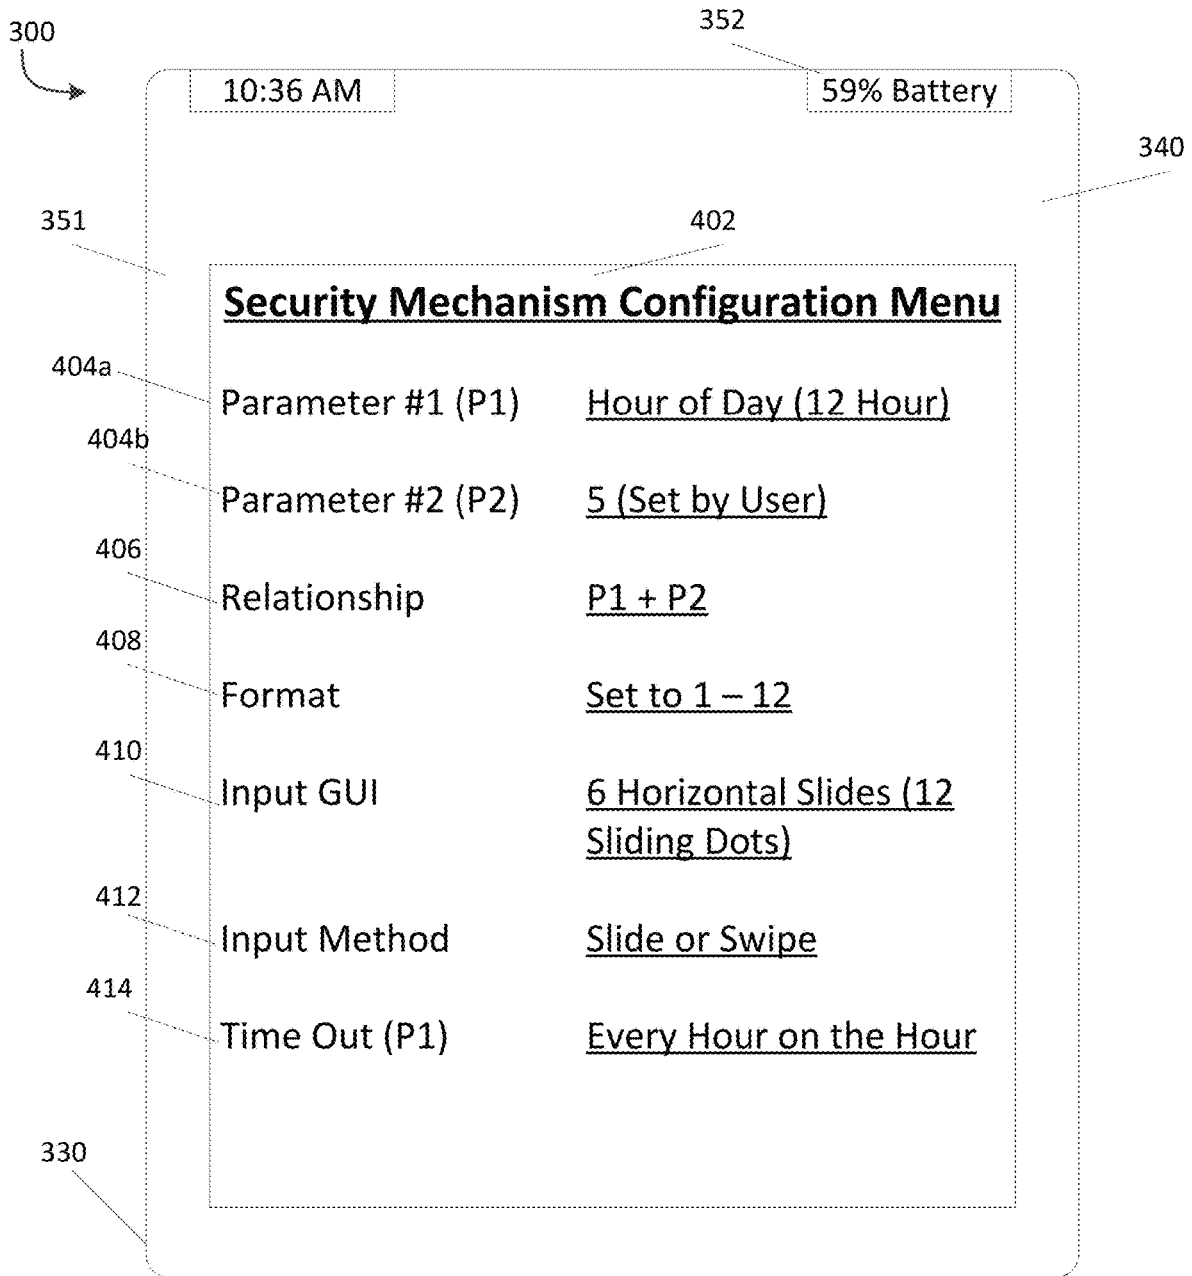 352
300
10:36 AM 59% Battery
340
351 402
Security Mechanism Configuration Menu
404a
Parameter #1 (P1) Hour of Day (12 Hour)
404b
Parameter #2 (P2) 5 (Set by User)
406
Relationship P1 + P2
408
Format Set to 1 – 12
410
Input GUI 6 Horizontal Slides (12
Sliding Dots)
412
Input Method Slide or Swipe
414
Time Out (P1) Every Hour on the Hour
330